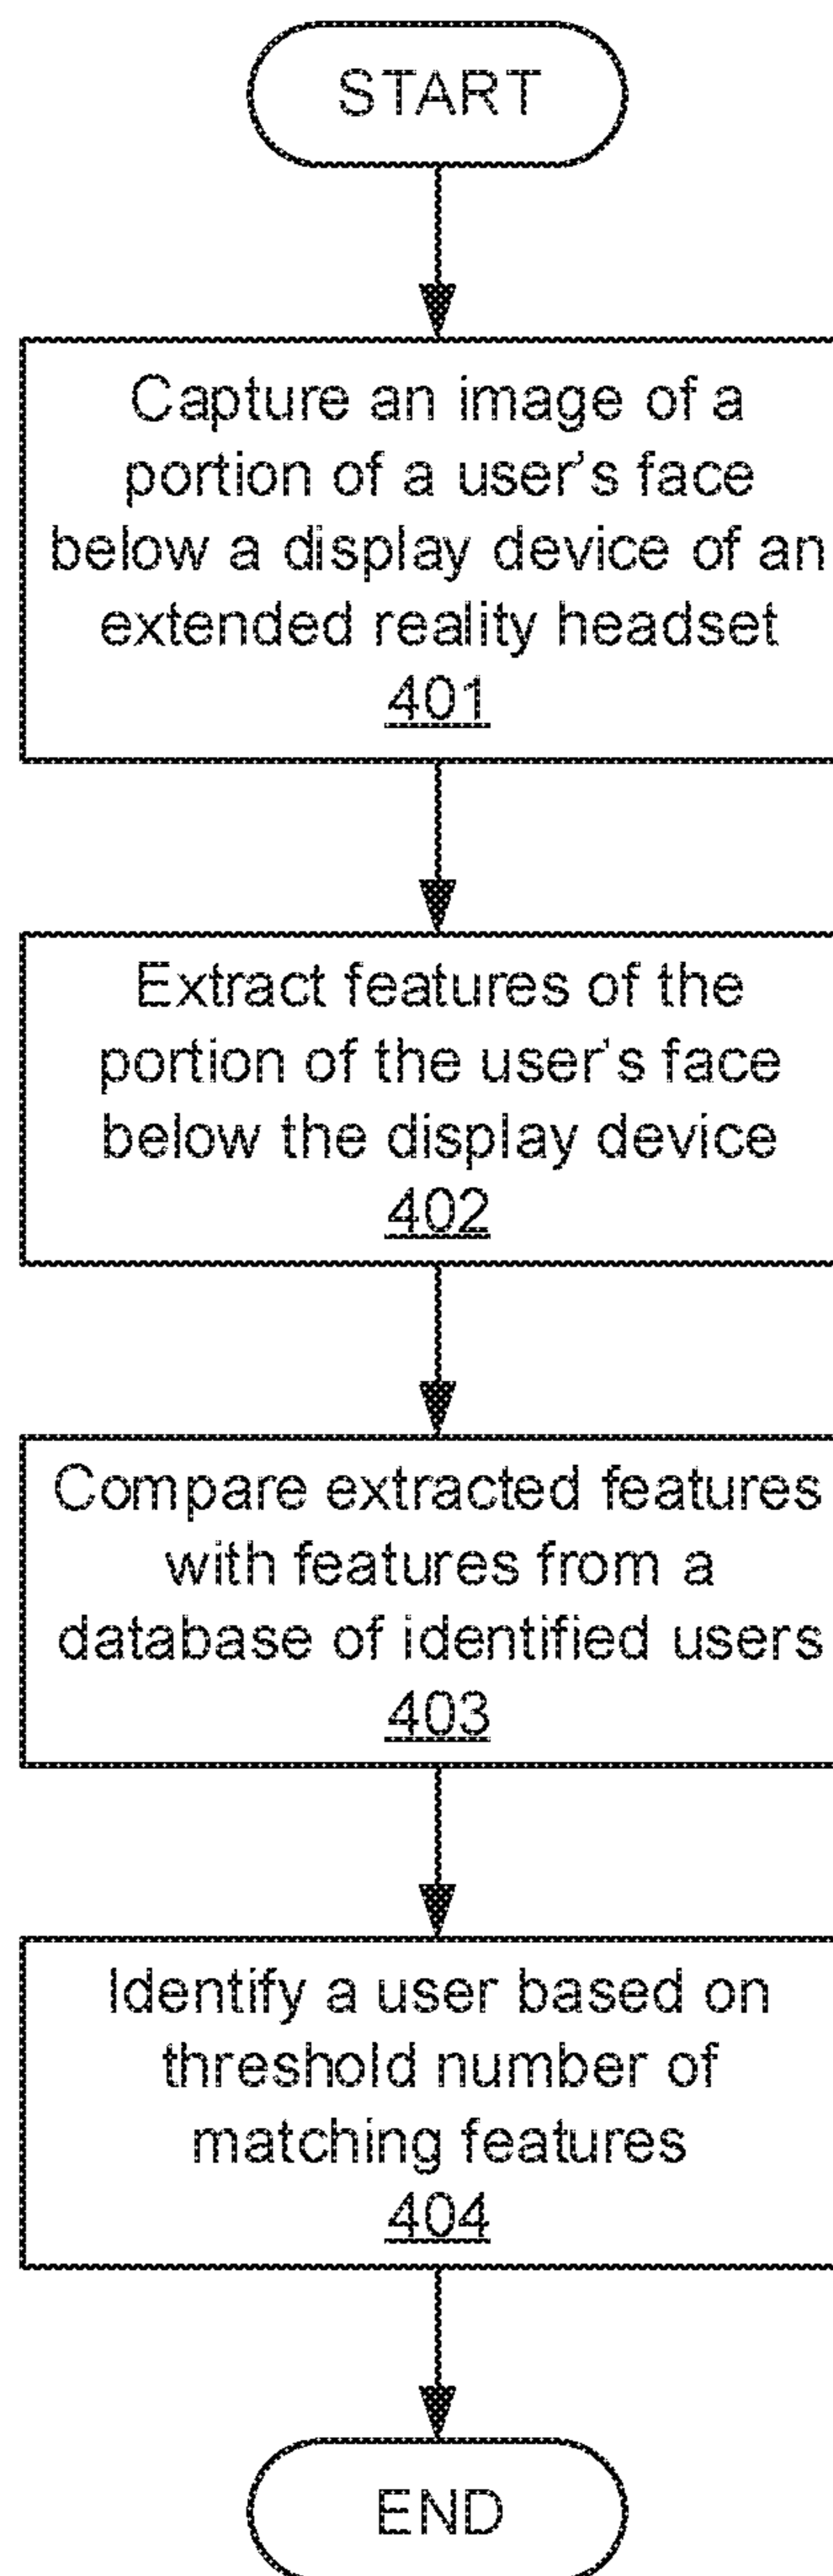 START
Capture an image of a
portion of a user's face
below a display device of an
extended reality headset
401
Extract features of the
portion of the user's face
below the display device
402
Compare extracted features
with features from a
database of identified users
403
Identify a user based on
threshold number of
matching features
404
END